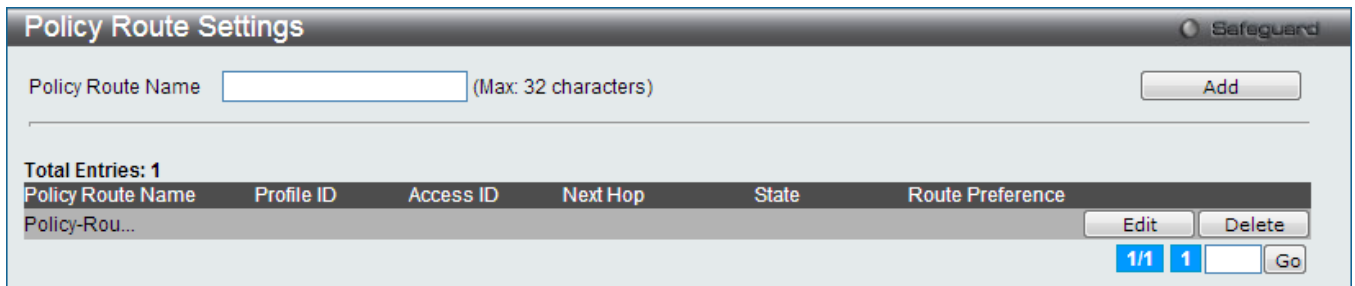 Policy Route Settings
Safeguard
Policy Route Name (Max: 32 characters) Add
Total Entries: 1
Policy Route Name Profile ID Access ID Next Hop State Route Preference
Policy-Rou... Edit Delete
1/1 1 Go